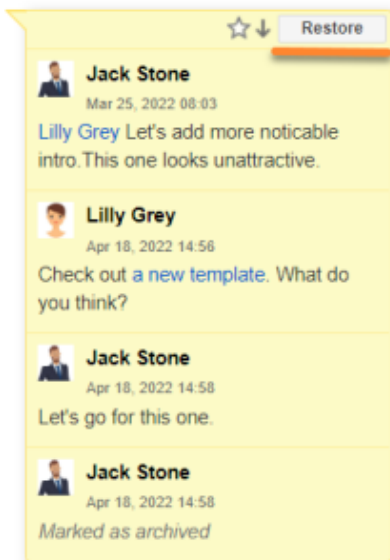 Restore
Jack Stone
Mar 25, 2022 08:03
Lilly Grey Let's add more noticable
intro.This one looks unattractive.
Lilly Grey
Apr 18, 2022 14:56
Check out a new template. What do
you think?
Jack Stone
Apr 18, 2022 14:58
Let's go for this one.
Jack Stone
Apr 18, 2022 14:58
Marked as archived